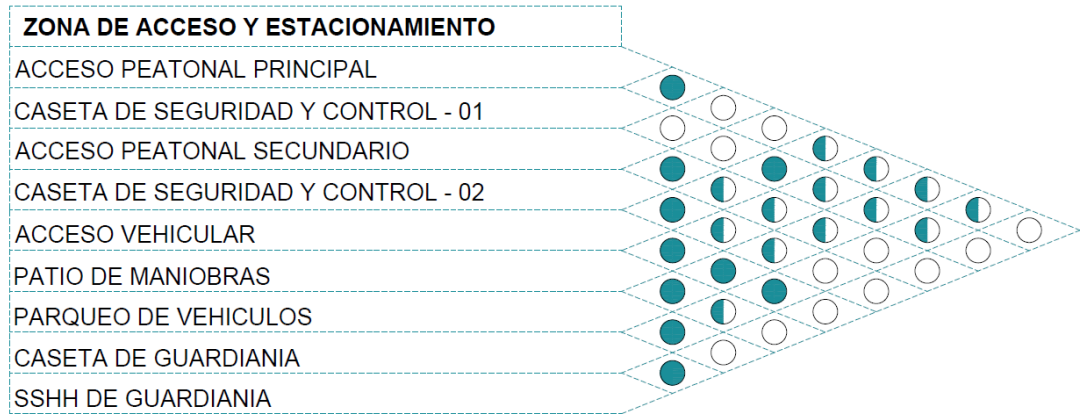 ZONA DE ACCESO Y ESTACIONAMIENTO
ACCESO PEATONAL PRINCIPAL
CASETA DE SEGURIDAD Y CONTROL - 01
ACCESO PEATONAL SECUNDARIO
CASETA DE SEGURIDAD Y CONTROL - 02
ACCESO VEHICULAR
PATIO DE MANIOBRAS
PARQUEO DE VEHICULOS
CASETA DE GUARDIANIA
SSHH DE GUARDIANIA